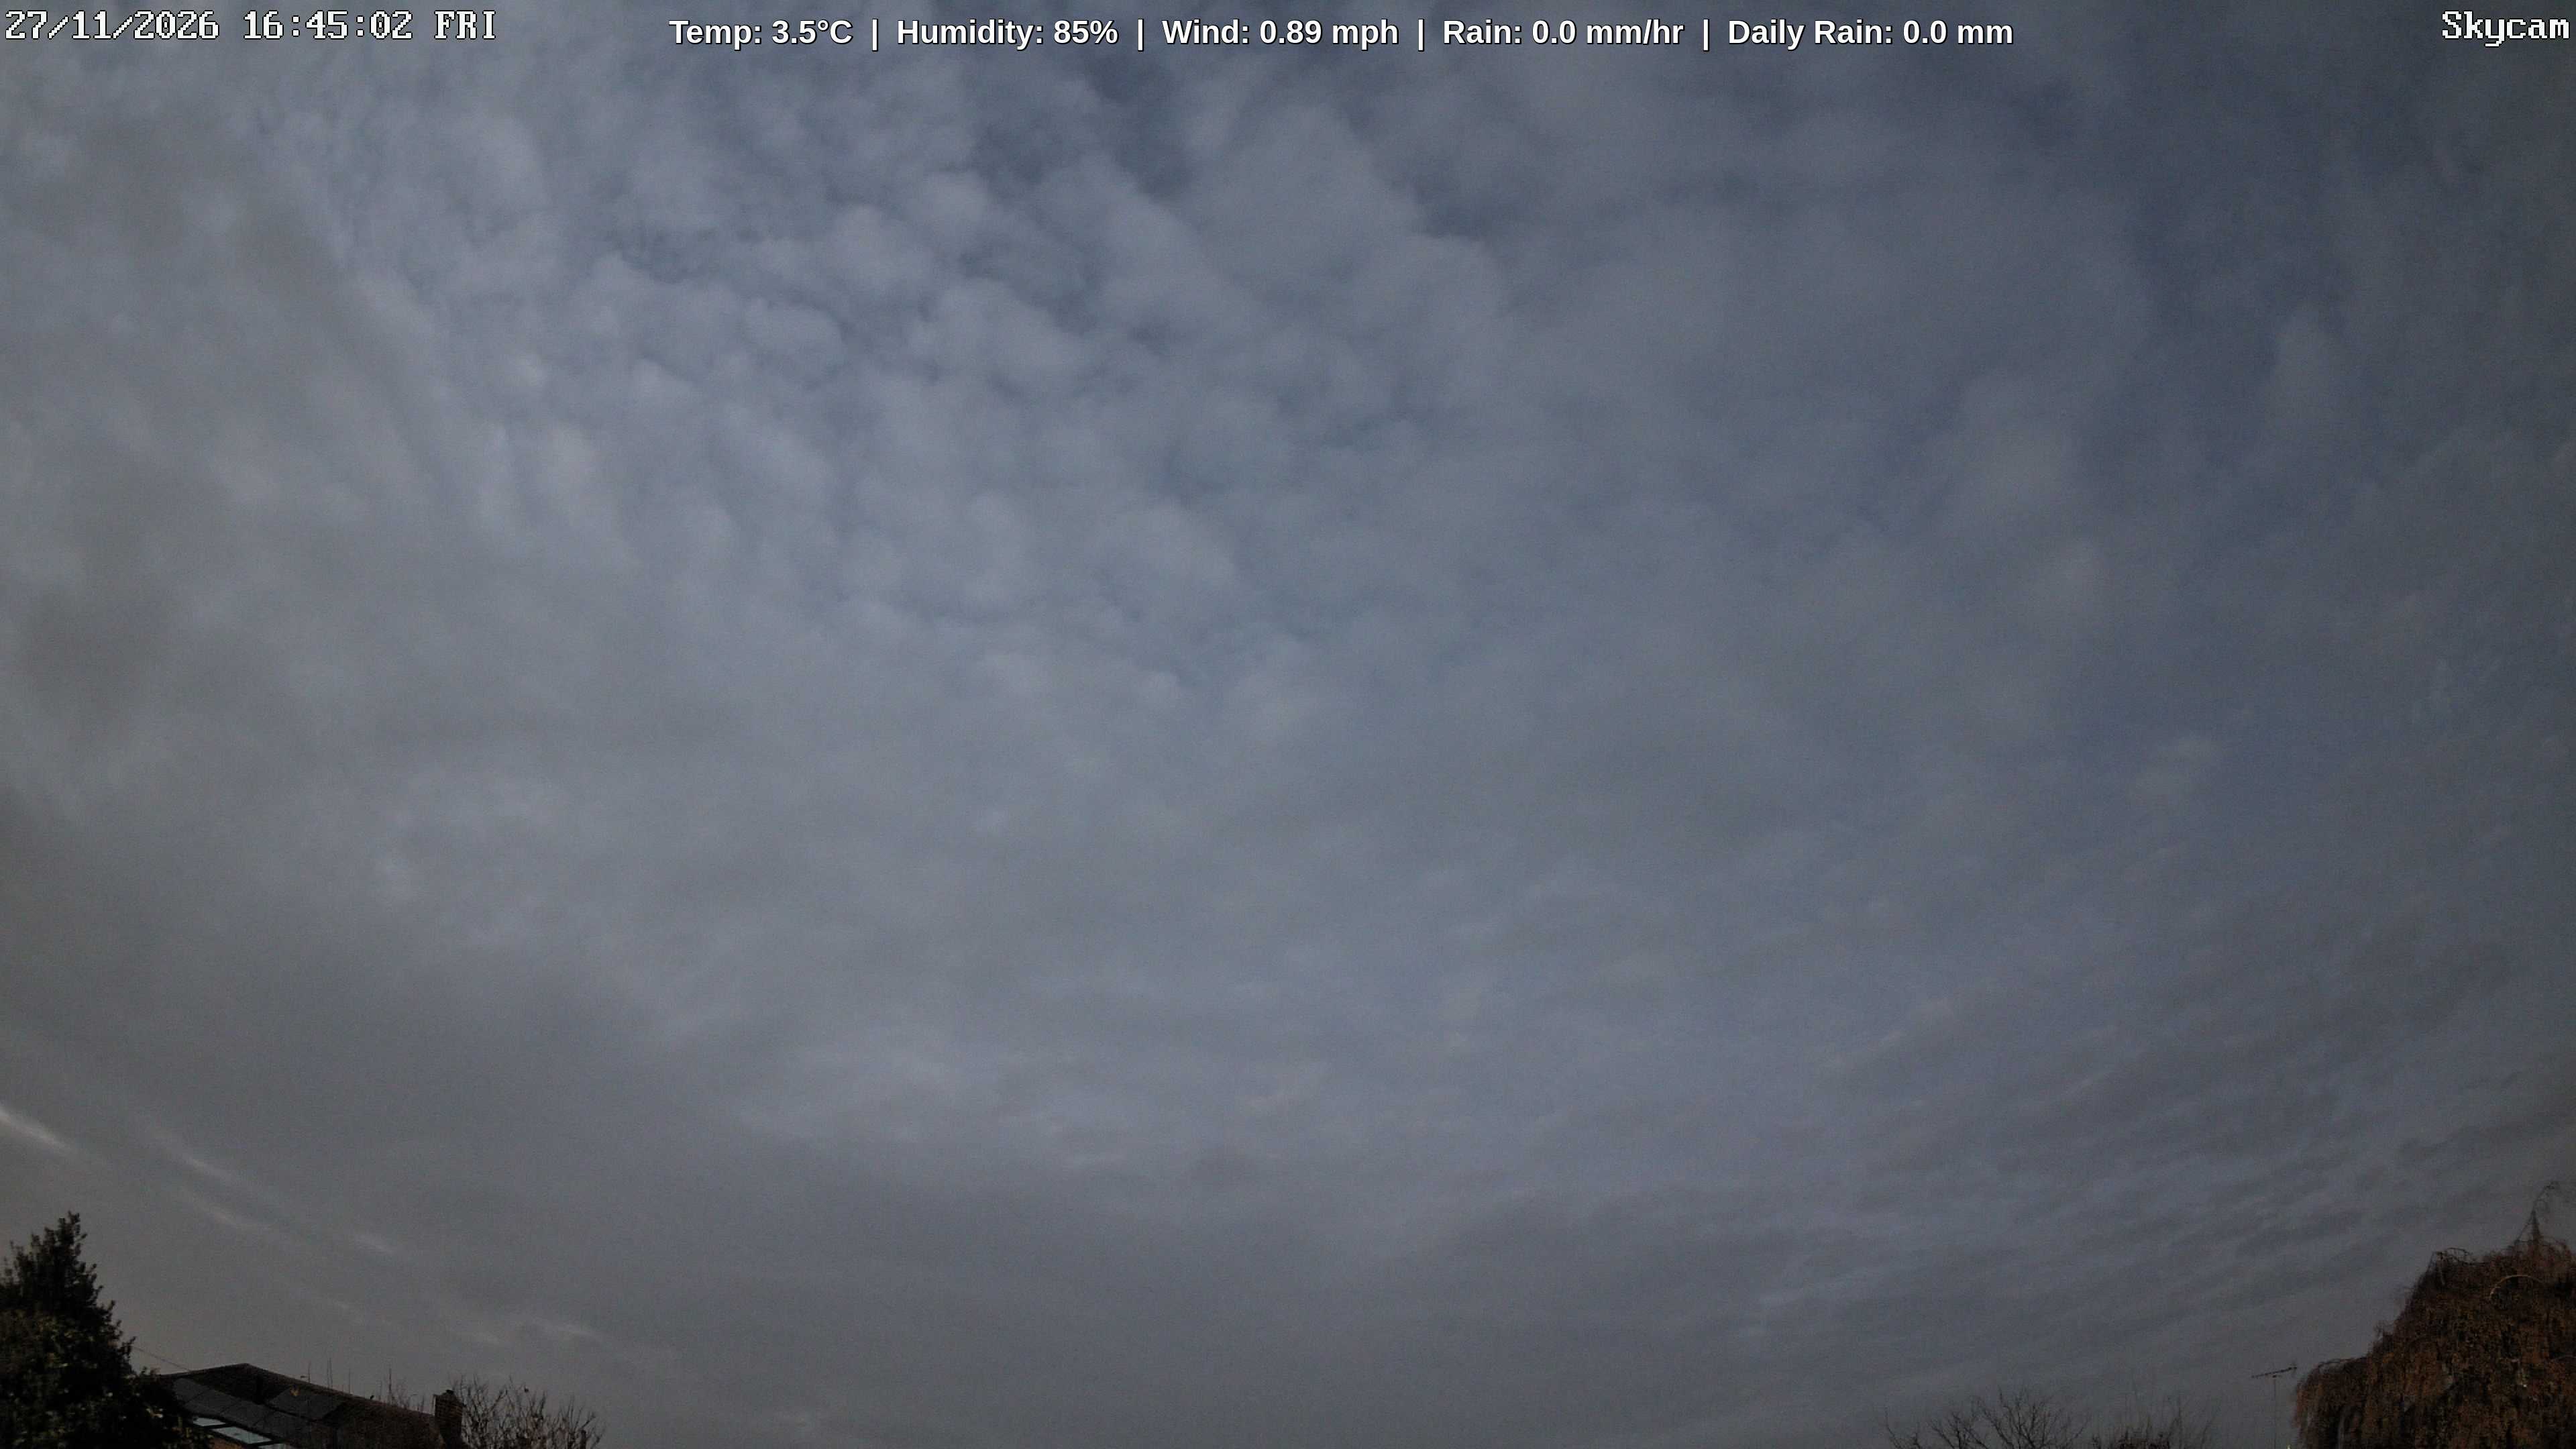 27/11/2026 16:45:02 FRI
Temp: 3.5°C | Humidity: 85% | Wind: 0.89 mph | Rain: 0.0 mm/hr | Daily Rain: 0.0 mm
Skycam